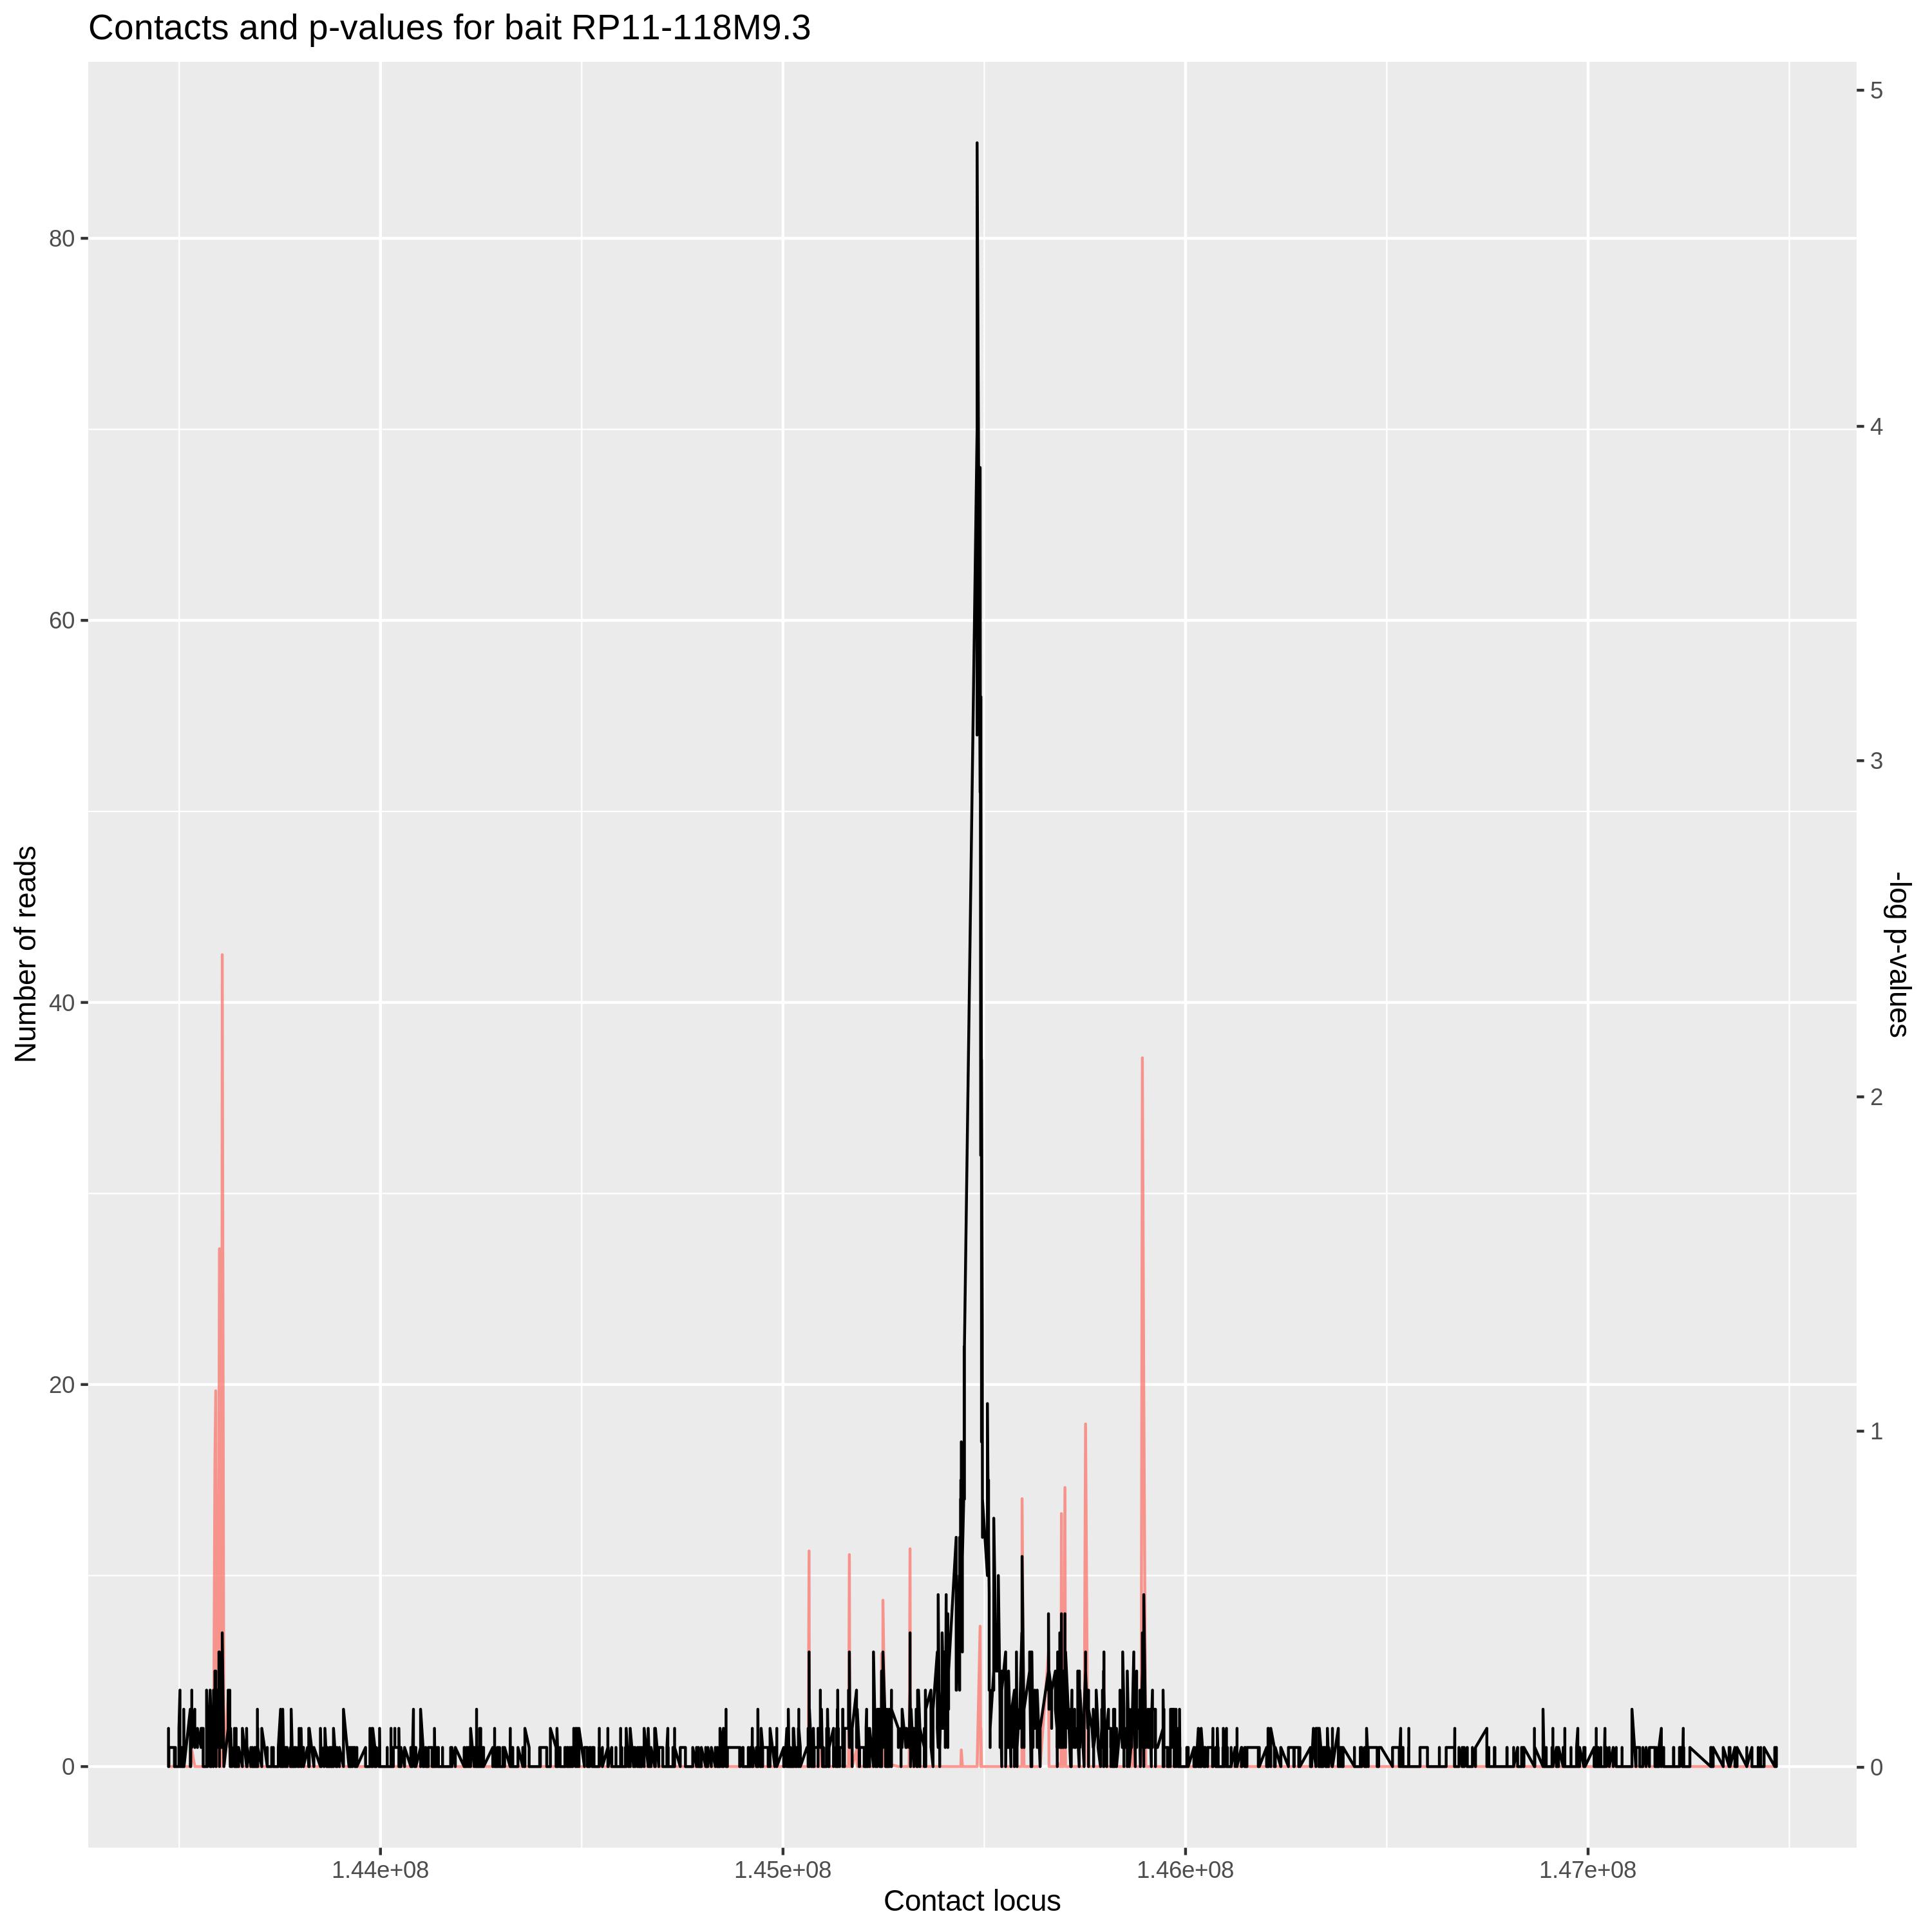 Contacts and p-values for bait RP11-118M9.3
Number of reads
80
60
40
20
0
5
4
3
2
1
0
-log p-values
1.44e+08
1.45e+08
1.46e+08
1.47e+08
Contact locus